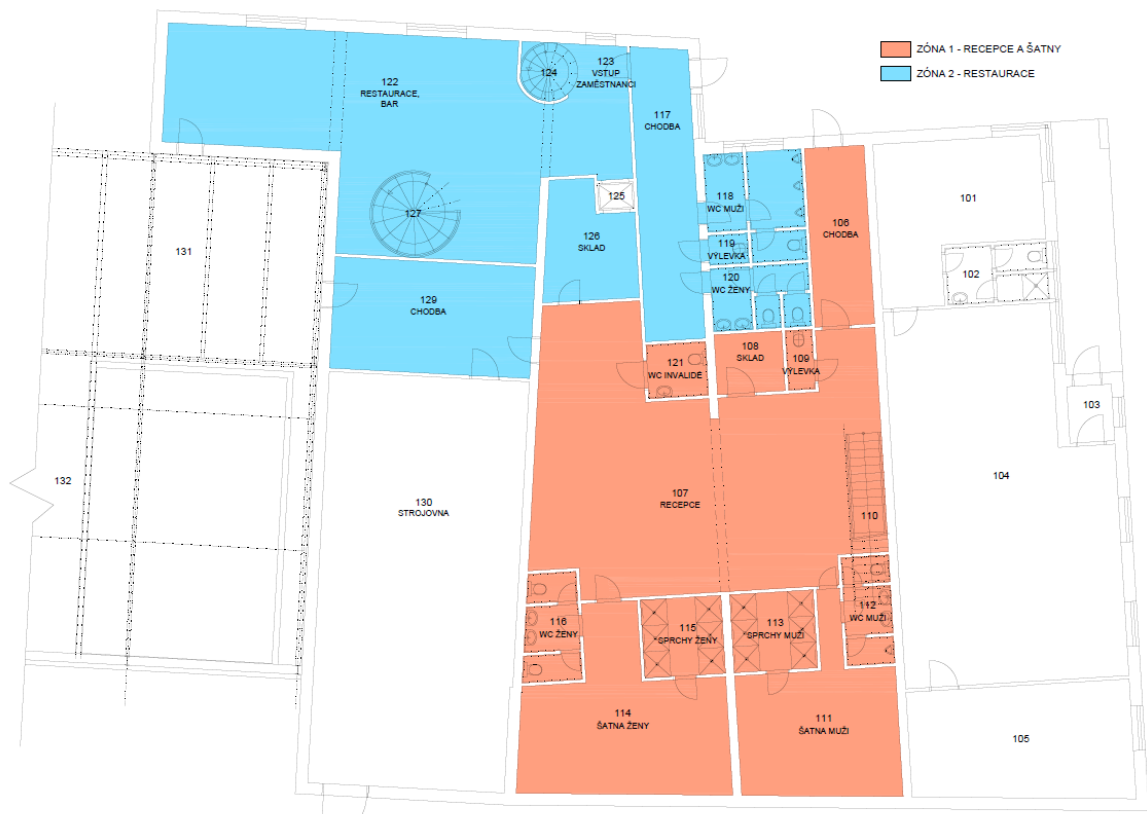 ZÓNA 1 - RECEPCE A ŠATNY
ZÓNA 2 - RESTAURACE
122
RESTAURACE,
BAR
124
123
VSTUP
ZAMĚSTNANCI
117
CHODBA
125
118
WC MUŽI
106
CHODBA
101
127
126
SKLAD
119
VÝLEVKA
120
WC ŽENY
102
131
129
CHODBA
121
WC INVALIDÉ
108
SKLAD
109
VÝLEVKA
103
132
130
STROJOVNA
107
RECEPCE
104
110
116
WC ŽENY
115
SPRCHY ŽENY
113
SPRCHY MUŽI
112
WC MUŽI
114
ŠATNA ŽENY
111
ŠATNA MUŽI
105